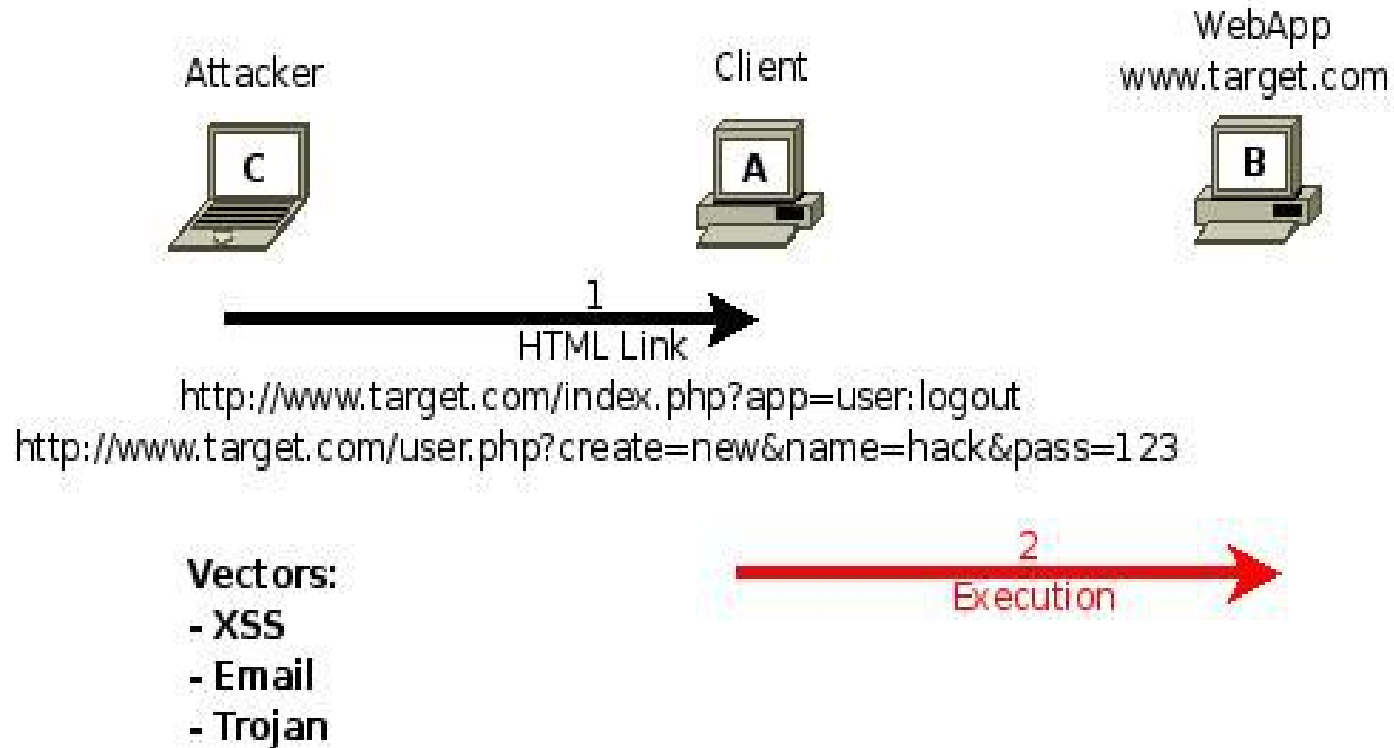 Attacker
Client
WebApp
www.target.com
C
A
B
1
HTML Link
http://www.target.com/index.php?app=user:logout
http://www.target.com/user.php?create=new&name=hack&pass=123
2
Execution
Vectors:
- XSS
- Email
- Trojan